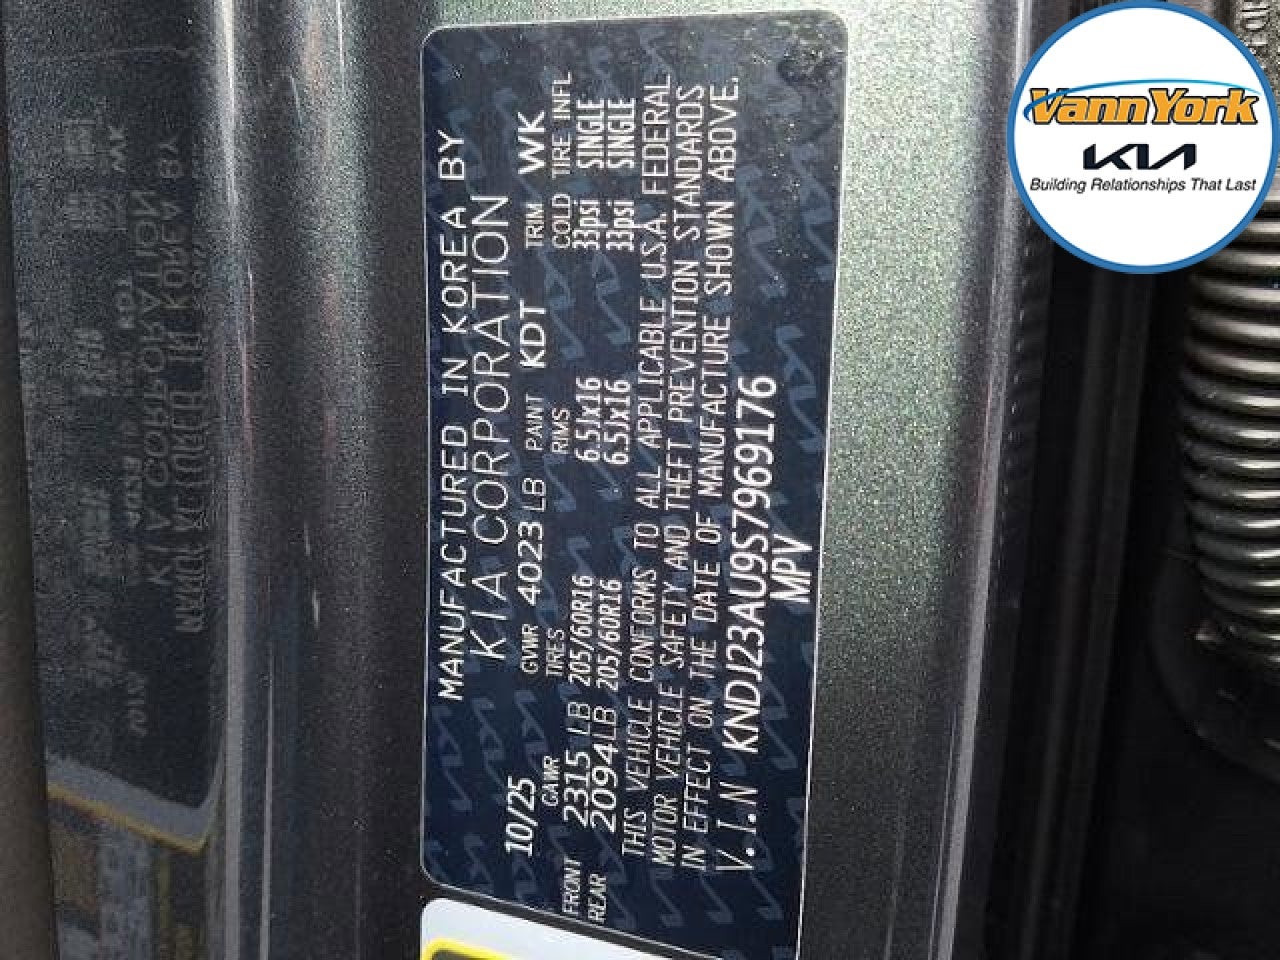 MANUFACTURED IN KOREA BY
KIA CORPORATION
10/25 GVWR 4023 LB PAINT KDT TRIM WK
GAWR TIRES RIMS COLD TIRE INFL
FRONT 2315 LB 205/60R16 6.5Jx16 33psi SINGLE
REAR 2094 LB 205/60R16 6.5Jx16 33psi SINGLE
THIS VEHICLE CONFORMS TO ALL APPLICABLE U.S.A. FEDERAL
MOTOR VEHICLE SAFETY AND THEFT PREVENTION STANDARDS
IN EFFECT ON THE DATE OF MANUFACTURE SHOWN ABOVE.
V.I.N KNDJ23AU9S7969176
MPV
VannYork
KIA
Building Relationships That Last